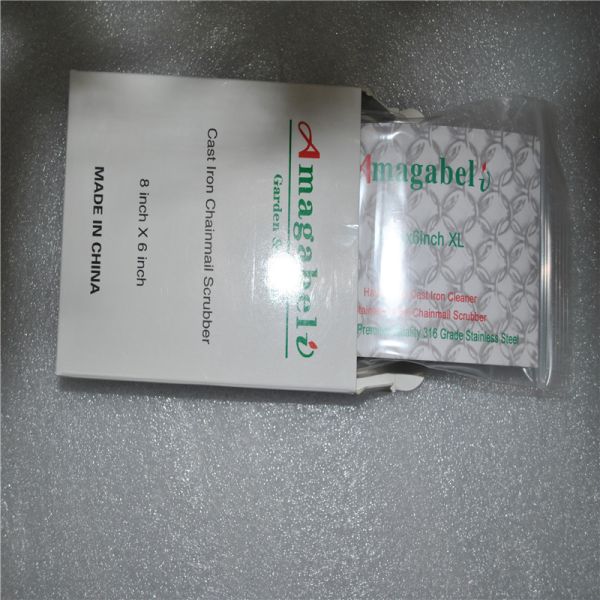 Amagabeli
Garden &
Cast Iron Chainmail Scrubber
8 inch X 6 inch
MADE IN CHINA
Amagabeli
x6Inch XL
Cast Iron Cleaner
Chainmail Scrubber
Premium Quality 316 Grade Stainless Steel